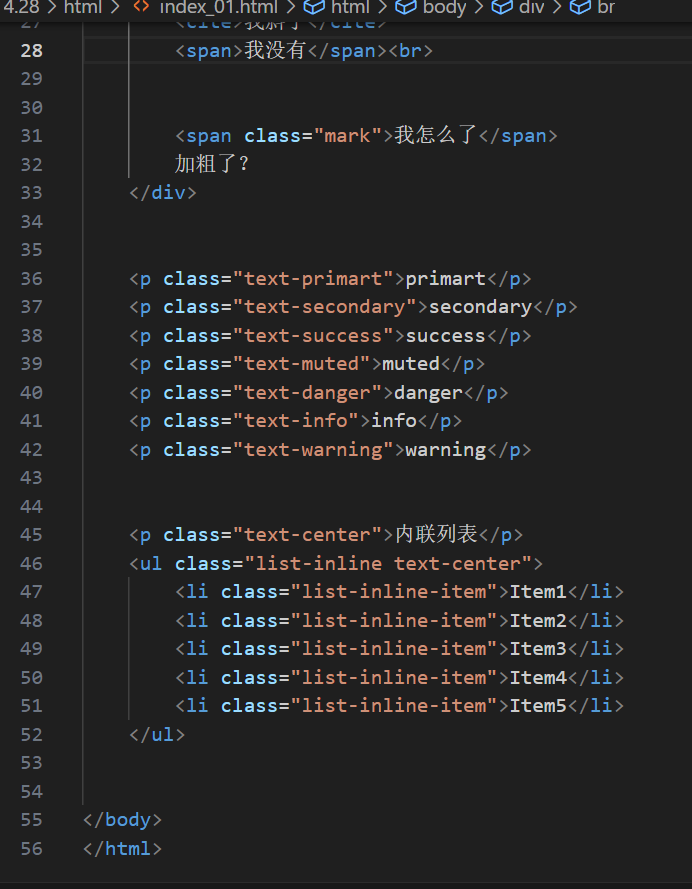 4.28 > html > <> index_01.html > html > body > div > br
27 <cite>我斜了</cite>
28 <span>我没有</span><br>
29
30
31 <span class="mark">我怎么了</span>
32 加粗了？
33 </div>
34
35
36 <p class="text-primart">primart</p>
37 <p class="text-secondary">secondary</p>
38 <p class="text-success">success</p>
39 <p class="text-muted">muted</p>
40 <p class="text-danger">danger</p>
41 <p class="text-info">info</p>
42 <p class="text-warning">warning</p>
43
44
45 <p class="text-center">内联列表</p>
46 <ul class="list-inline text-center">
47 <li class="list-inline-item">Item1</li>
48 <li class="list-inline-item">Item2</li>
49 <li class="list-inline-item">Item3</li>
50 <li class="list-inline-item">Item4</li>
51 <li class="list-inline-item">Item5</li>
52 </ul>
53
54
55 </body>
56 </html>